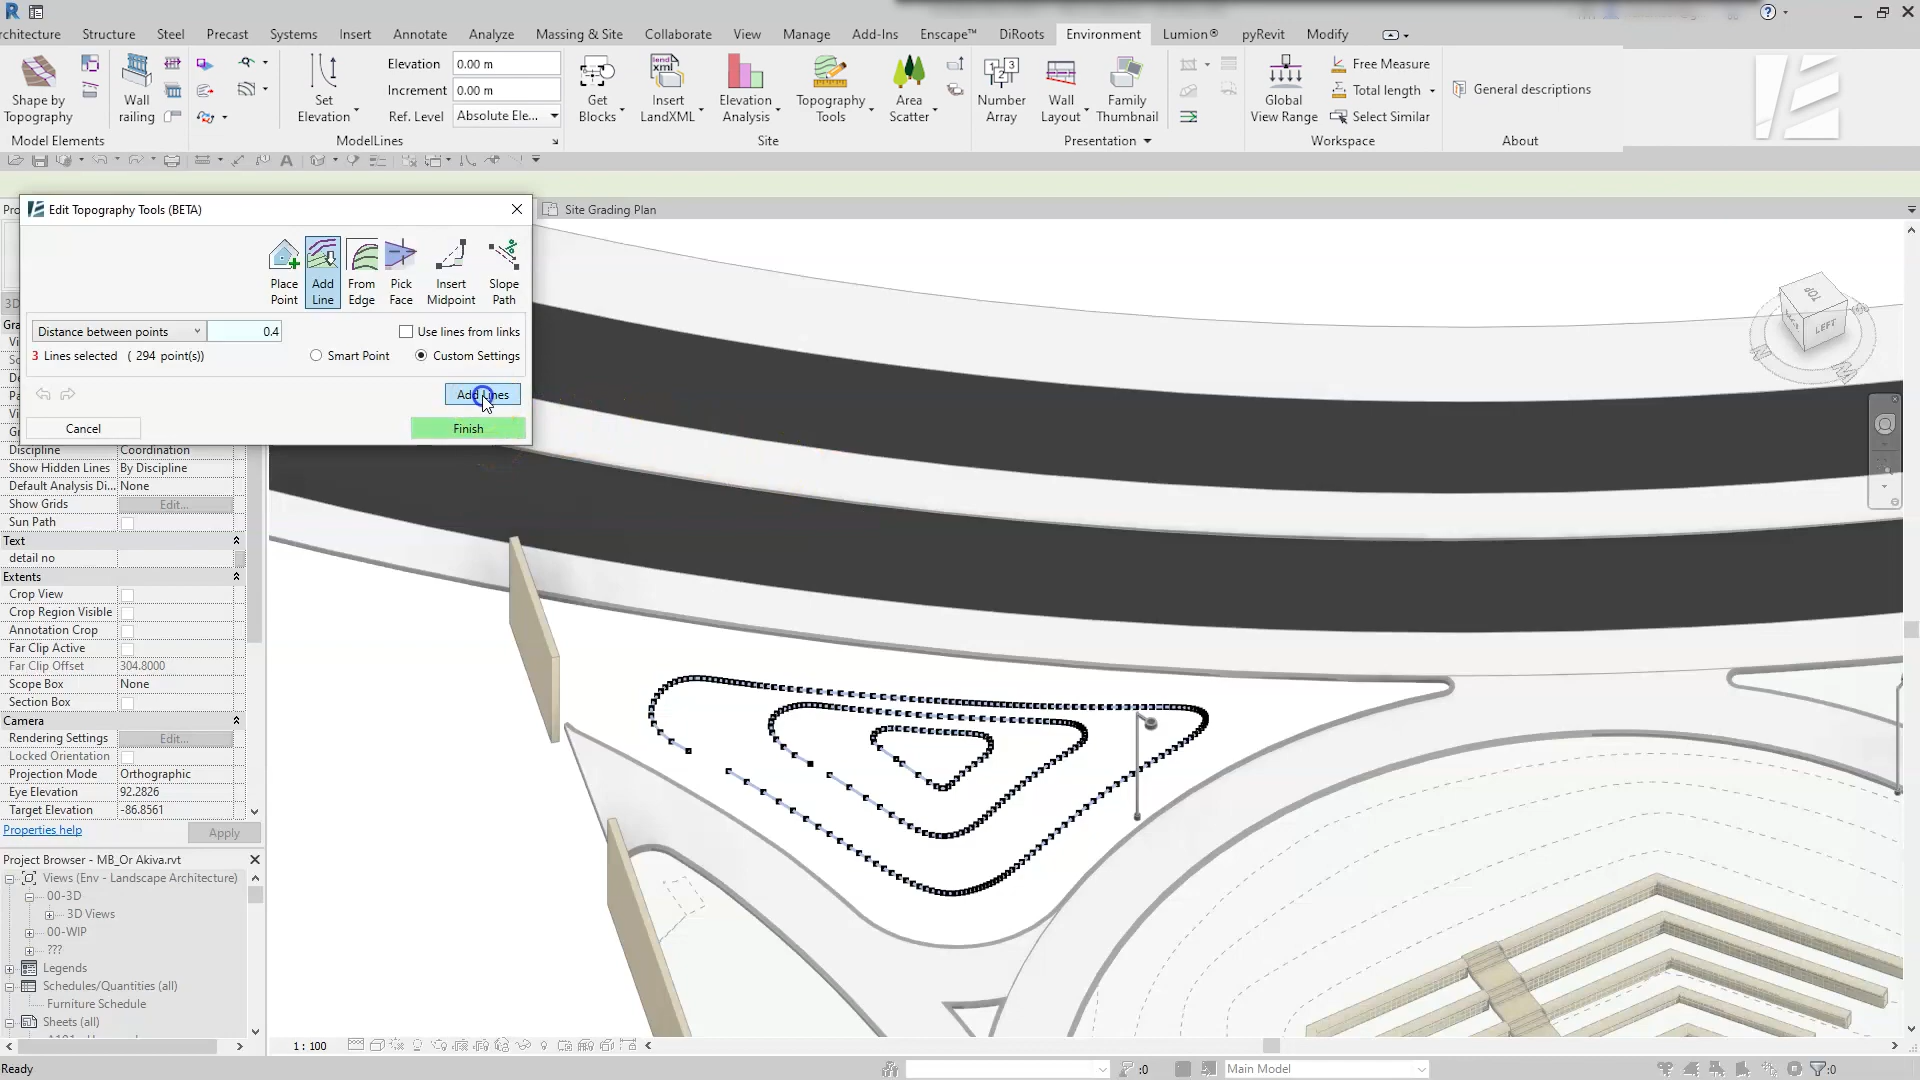 rchitecture Structure Steel Precast Systems Insert Annotate Analyze Massing & Site Collaborate View Manage Add-Ins Enscape™ DiRoots Environment Lumion® pyRevit Modify
Shape by Topography
Wall railing
Set Elevation
Elevation 0.00 m
Increment 0.00 m
Ref. Level Absolute Ele...
Get Blocks
Insert LandXML
Elevation Analysis
Topography Tools
Area Scatter
Number Array
Wall Layout
Family Thumbnail
Global View Range
Free Measure
Total length
Select Similar
General descriptions
Model Elements ModelLines Site Presentation Workspace About
Edit Topography Tools (BETA)
Site Grading Plan
Place Point
Add Line
From Edge
Pick Face
Insert Midpoint
Slope Path
Distance between points 0.4 Use lines from links
3 Lines selected ( 294 point(s)) Smart Point Custom Settings
Add Lines
Cancel Finish
Discipline Coordination
Show Hidden Lines By Discipline
Default Analysis Di... None
Show Grids Edit...
Sun Path
Text
detail no
Extents
Crop View
Crop Region Visible
Annotation Crop
Far Clip Active
Far Clip Offset 304.8000
Scope Box None
Section Box
Camera
Rendering Settings Edit...
Locked Orientation
Projection Mode Orthographic
Eye Elevation 92.2826
Target Elevation -86.8561
Properties help Apply
Project Browser - MB_Or Akiva.rvt
Views (Env - Landscape Architecture)
00-3D
3D Views
00-WIP
???
Legends
Schedules/Quantities (all)
Furniture Schedule
Sheets (all)
TOP
LEFT
1 : 100
Ready
:0
Main Model
:0